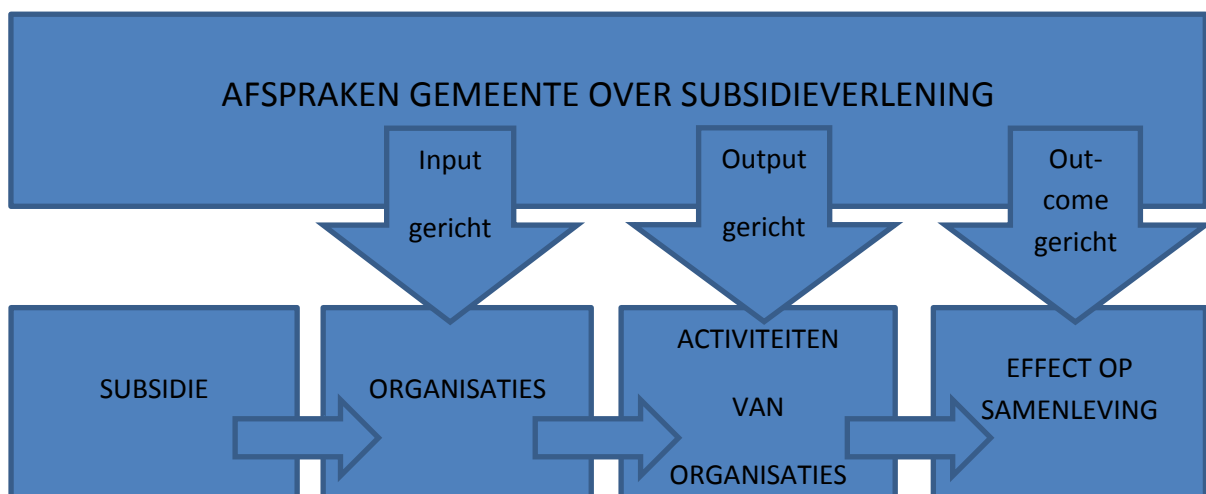 AFSPRAKEN GEMEENTE OVER SUBSIDIEVERLENING
Input
gericht
Output
gericht
Out-
come
gericht
SUBSIDIE
ORGANISATIES
ACTIVITEITEN
VAN
ORGANISATIES
EFFECT OP
SAMENLEVING